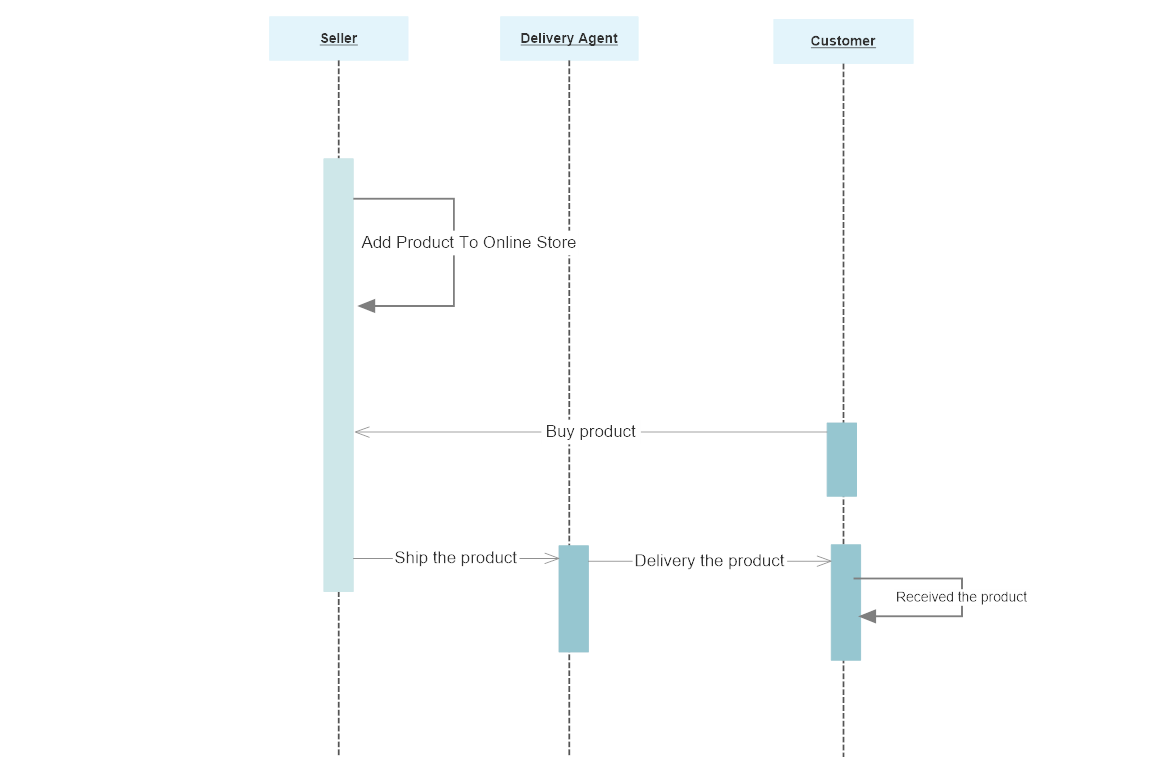 Seller
Delivery Agent
Customer
Add Product To Online Store
Buy product
Ship the product
Delivery the product
Received the product